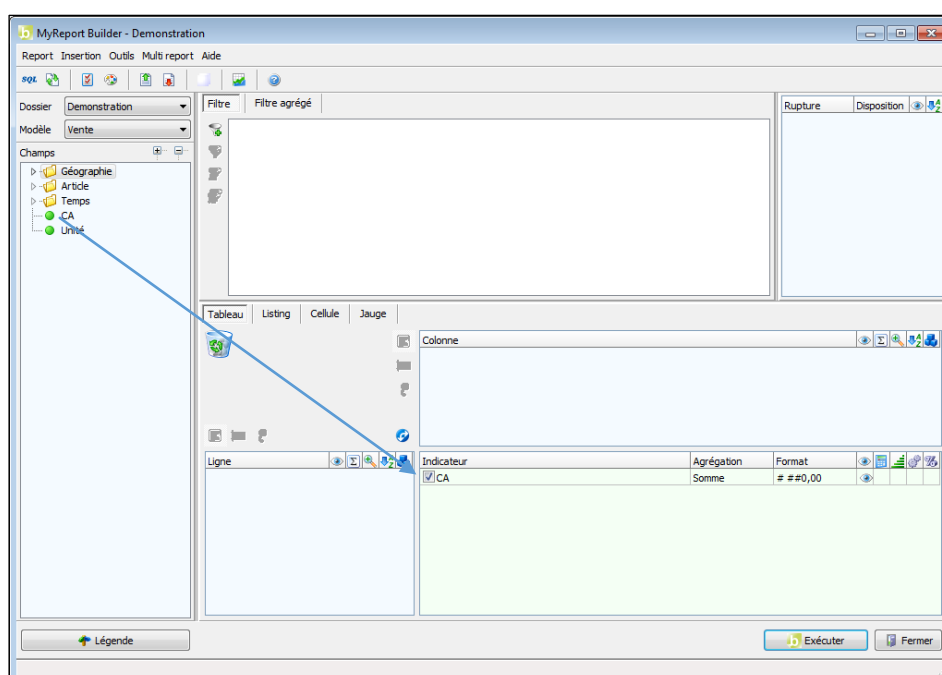 MyReport Builder - Demonstration
Report Insertion Outils Multi report Aide
SQL
Dossier Demonstration
Modèle Vente
Champs
Géographie
Article
Temps
CA
Unité
Filtre Filtre agrégé
Rupture Disposition
Tableau Listing Cellule Jauge
Colonne
Ligne
Indicateur Agrégation Format
CA Somme # ##0,00
Légende
Exécuter Fermer